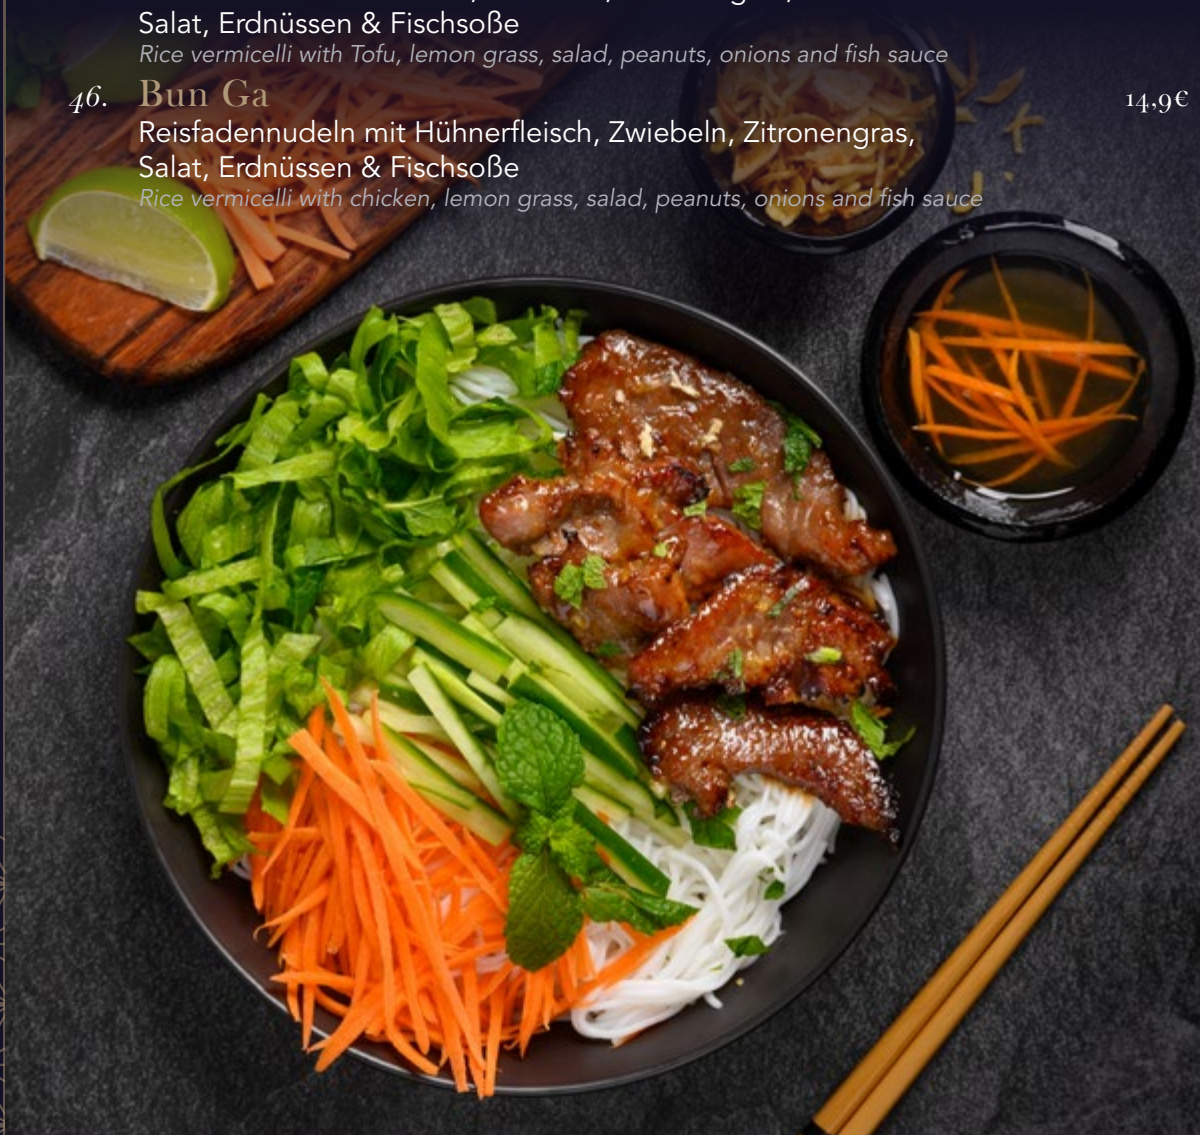 Salat, Erdnüssen & Fischsoße
Rice vermicelli with Tofu, lemon grass, salad, peanuts, onions and fish sauce
46. Bun Ga 14,9€
Reisfadennudeln mit Hühnerfleisch, Zwiebeln, Zitronengras,
Salat, Erdnüssen & Fischsoße
Rice vermicelli with chicken, lemon grass, salad, peanuts, onions and fish sauce